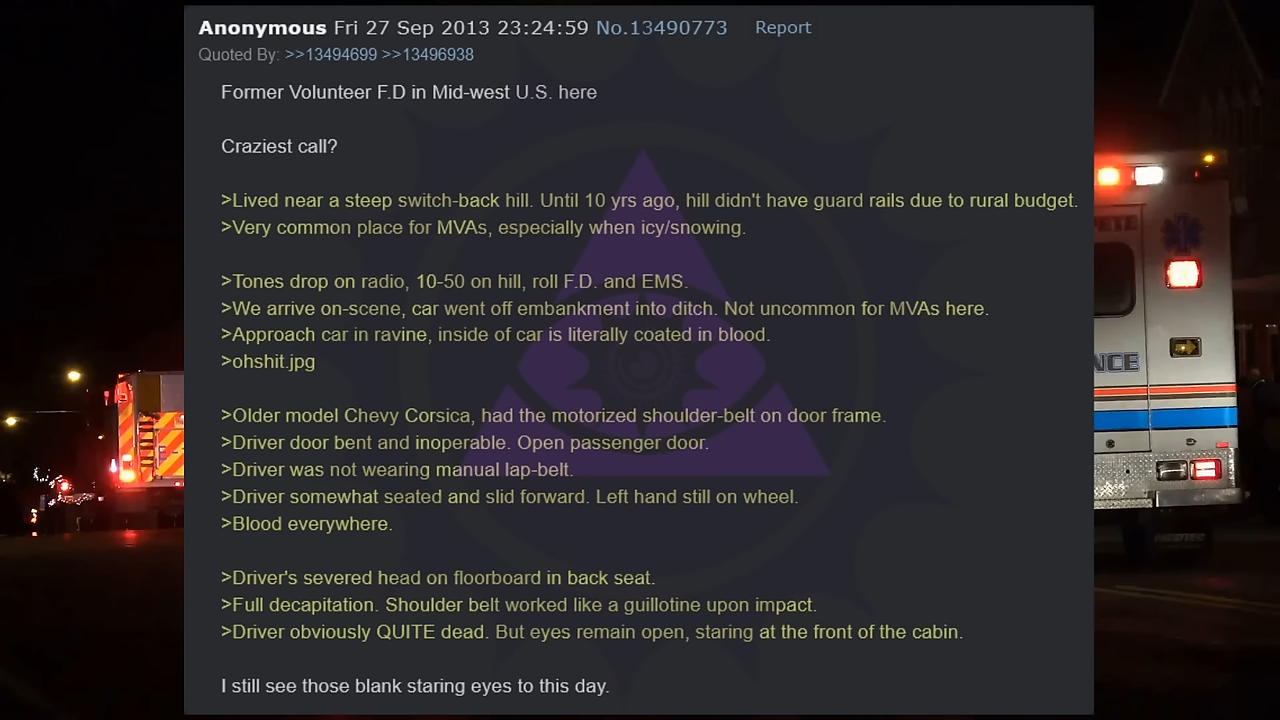 Anonymous Fri 27 Sep 2013 23:24:59 No.13490773 Report
Quoted By: >>13494699 >>13496938
Former Volunteer F.D in Mid-west U.S. here
Craziest call?
>Lived near a steep switch-back hill. Until 10 yrs ago, hill didn't have guard rails due to rural budget.
>Very common place for MVAs, especially when icy/snowing.
>Tones drop on radio, 10-50 on hill, roll F.D. and EMS.
>We arrive on-scene, car went off embankment into ditch. Not uncommon for MVAs here.
>Approach car in ravine, inside of car is literally coated in blood.
>ohshit.jpg
>Older model Chevy Corsica, had the motorized shoulder-belt on door frame.
>Driver door bent and inoperable. Open passenger door.
>Driver was not wearing manual lap-belt.
>Driver somewhat seated and slid forward. Left hand still on wheel.
>Blood everywhere.
>Driver's severed head on floorboard in back seat.
>Full decapitation. Shoulder belt worked like a guillotine upon impact.
>Driver obviously QUITE dead. But eyes remain open, staring at the front of the cabin.
I still see those blank staring eyes to this day.
NCE